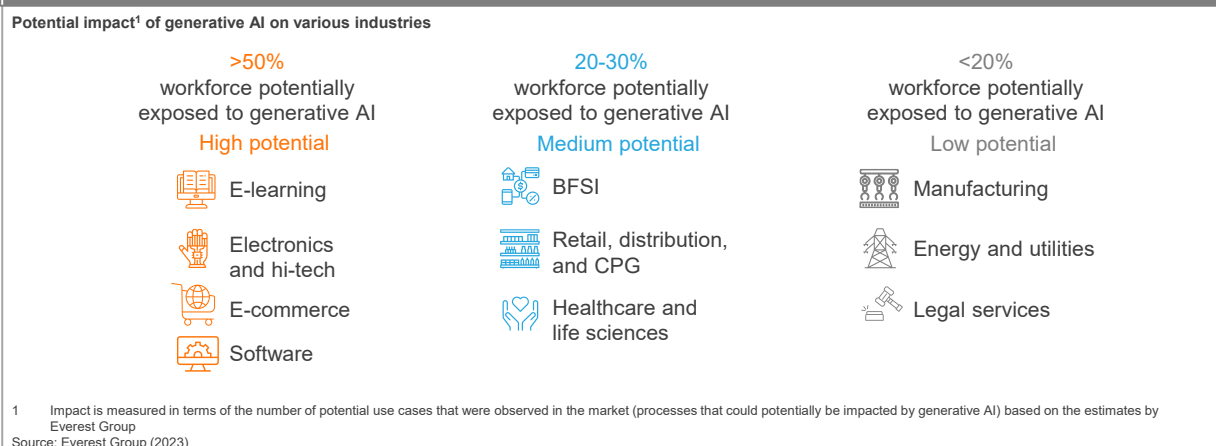 Potential impact¹ of generative AI on various industries
>50%
workforce potentially
exposed to generative AI
High potential
E-learning
Electronics
and hi-tech
E-commerce
Software
20-30%
workforce potentially
exposed to generative AI
Medium potential
BFSI
Retail, distribution,
and CPG
Healthcare and
life sciences
<20%
workforce potentially
exposed to generative AI
Low potential
Manufacturing
Energy and utilities
Legal services
1 Impact is measured in terms of the number of potential use cases that were observed in the market (processes that could potentially be impacted by generative AI) based on the estimates by
Everest Group
Source: Everest Group (2023)